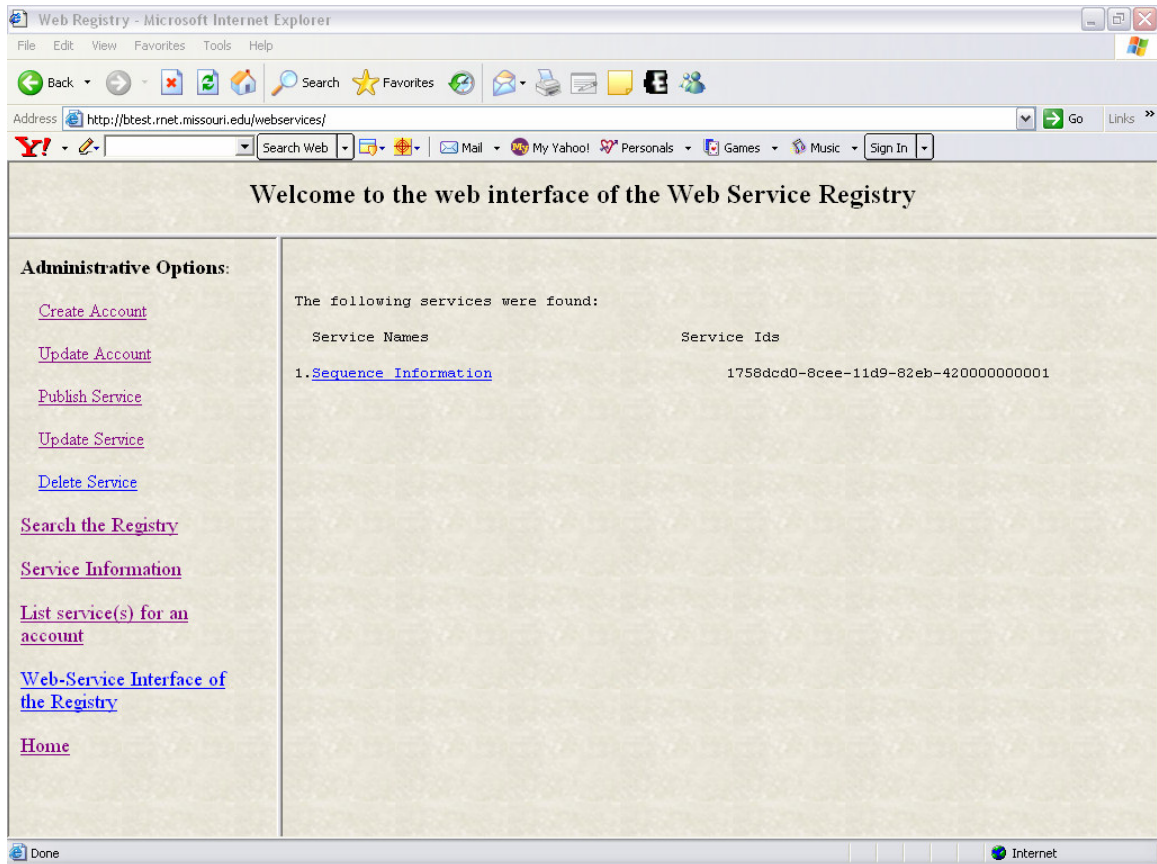 Web Registry - Microsoft Internet Explorer
File Edit View Favorites Tools Help
Back Search Favorites
Address http://btest.rnet.missouri.edu/webservices/ Go Links »
Y! Search Web Mail My Yahoo! Personals Games Music Sign In
Welcome to the web interface of the Web Service Registry
Administrative Options:
Create Account
Update Account
Publish Service
Update Service
Delete Service
Search the Registry
Service Information
List service(s) for an
account
Web-Service Interface of
the Registry
Home
The following services were found:
Service Names Service Ids
1.Sequence Information 1758dcd0-8cee-11d9-82eb-420000000001
Done Internet